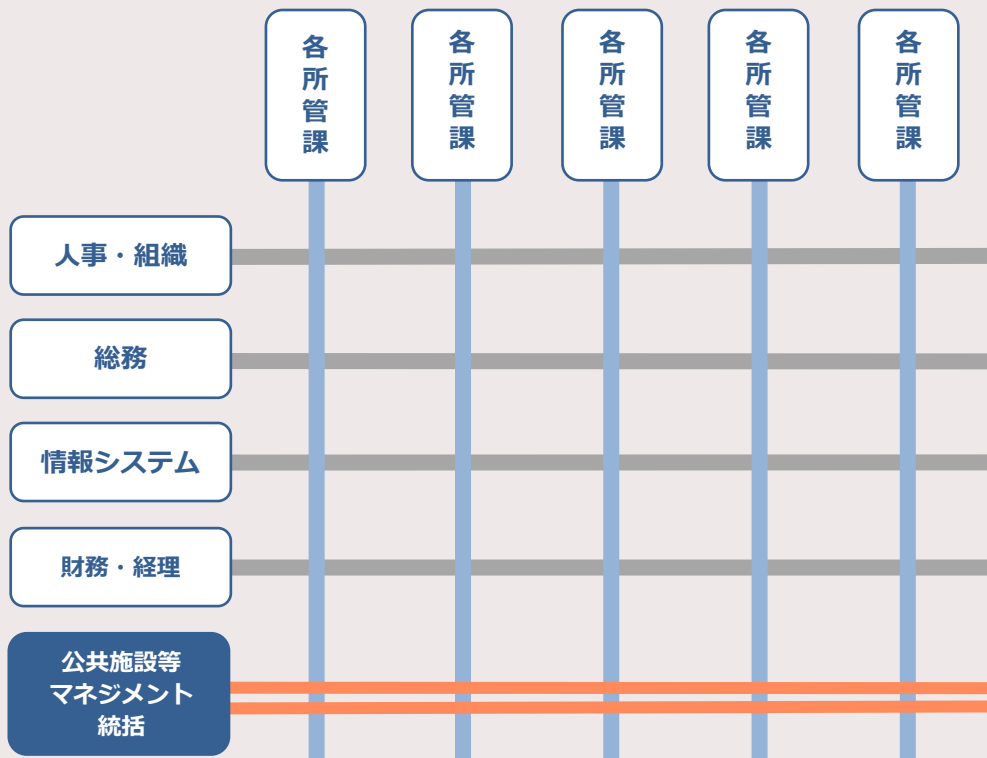 各所管課
各所管課
各所管課
各所管課
各所管課
人事・組織
総務
情報システム
財務・経理
公共施設等
マネジメント
統括